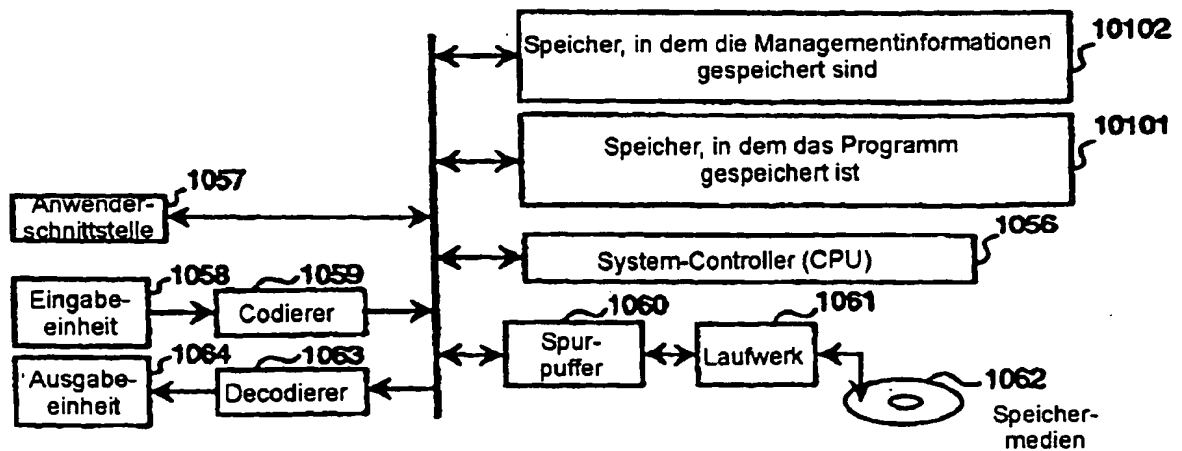 Speicher, in dem die Managementinformationen
gespeichert sind
10102
Speicher, in dem das Programm
gespeichert ist
10101
1057
Anwender-
schnittstelle
System-Controller (CPU)
1056
Eingabe-
einheit
1058
Codierer
1059
Spur-
puffer
1060
Laufwerk
1061
Ausgabe-
einheit
1064
Decodierer
1063
1062
Speicher-
medien